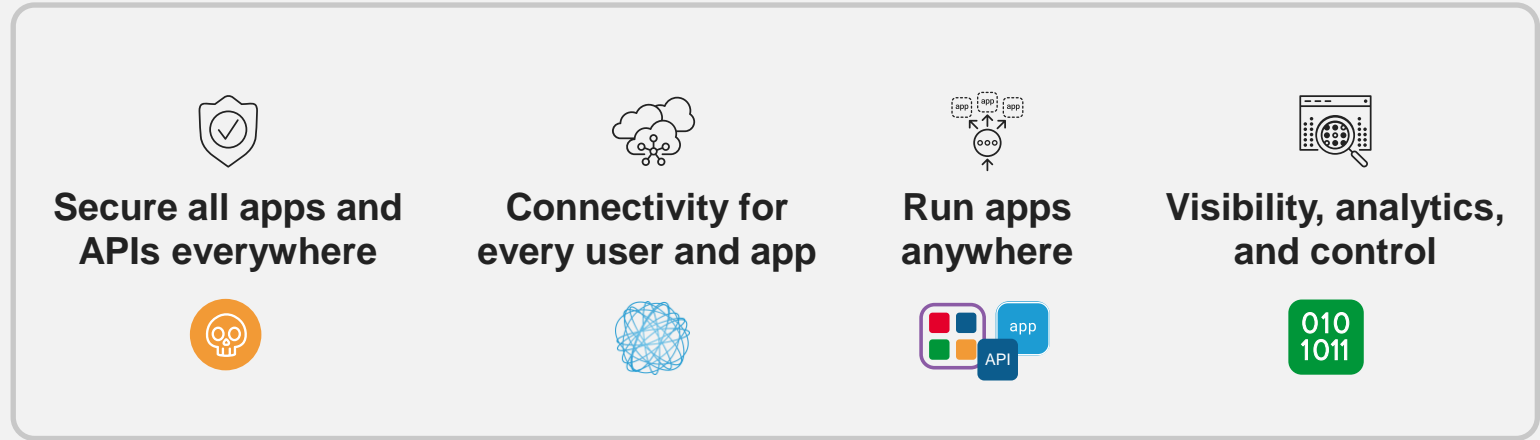 app
app
app
Secure all apps and
APIs everywhere
Connectivity for
every user and app
Run apps
anywhere
Visibility, analytics,
and control
app
API
010
1011